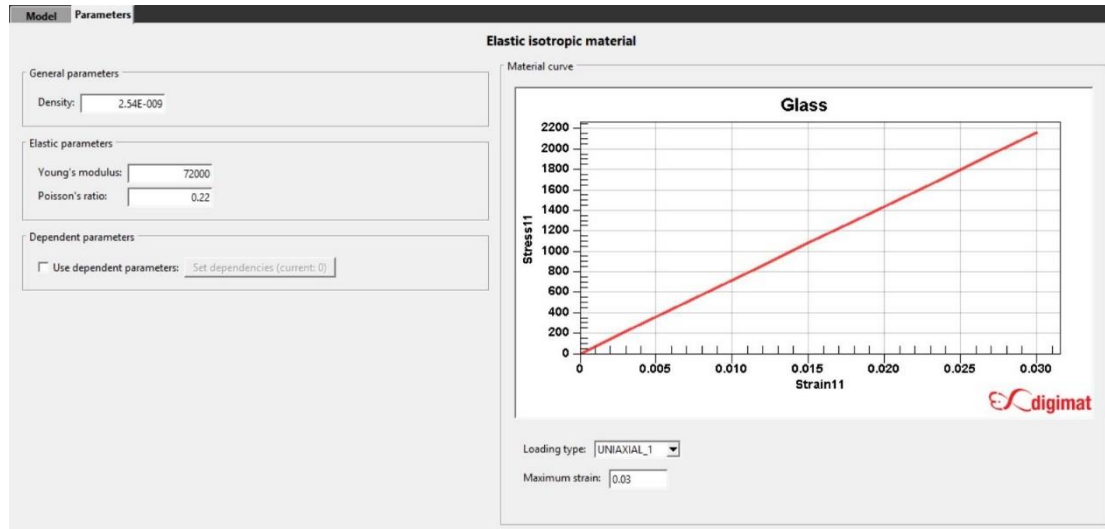 Model Parameters
Elastic isotropic material
General parameters
Density: 2.54E-009
Elastic parameters
Young's modulus: 72000
Poisson's ratio: 0.22
Dependent parameters
Use dependent parameters: Set dependencies (current: 0)
Material curve
Glass
2200
2000
1800
1600
1400
1200
1000
800
600
400
200
0
Stress11
0 0.005 0.010 0.015 0.020 0.025 0.030
Strain11
digimat
Loading type: UNIAXIAL_1
Maximum strain: 0.03